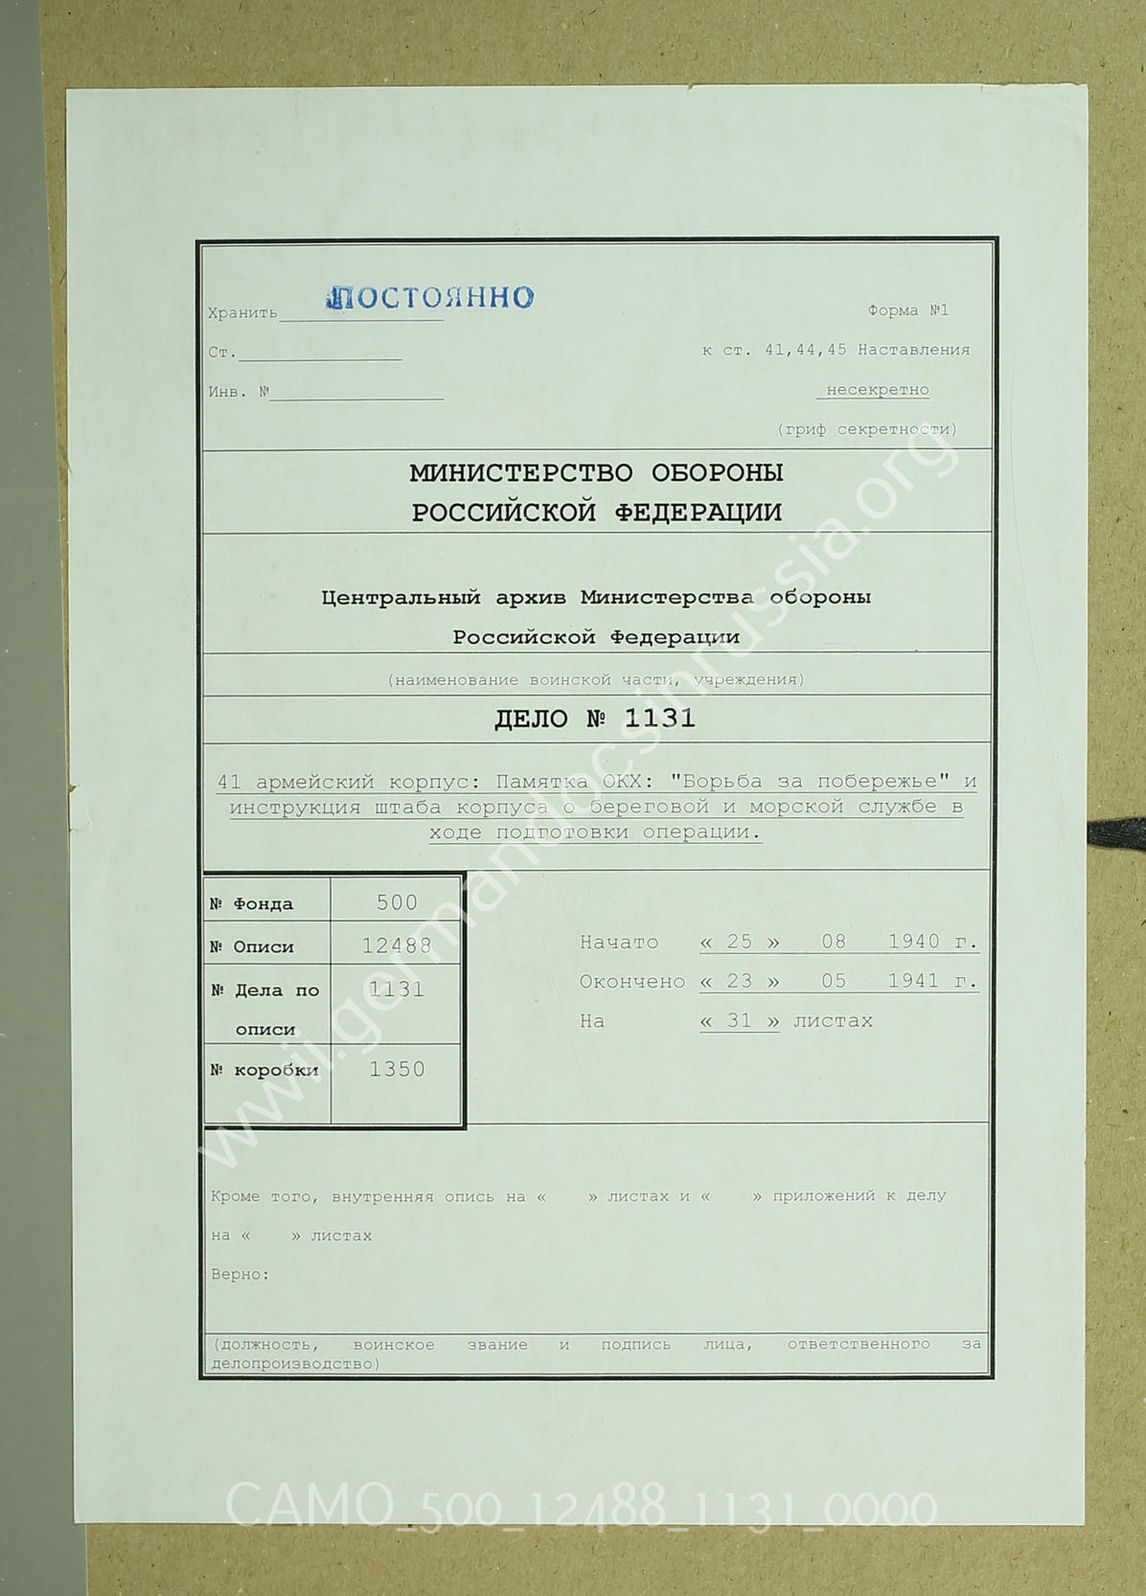 ПОСТОЯННО
Хранить
Форма №1
Ст.
к ст. 41,44,45 Наставления
Инв. №
несекретно
(гриф секретности)
МИНИСТЕРСТВО ОБОРОНЫ
РОССИЙСКОЙ ФЕДЕРАЦИИ
Центральный архив Министерства обороны
Российской Федерации
(наименование воинской части, учреждения)
ДЕЛО № 1131
41 армейский корпус: Памятка ОКХ: "Борьба за побережье" и
инструкция штаба корпуса о береговой и морской службе в
ходе подготовки операции.
№ Фонда 500
№ Описи 12488
№ Дела по 1131
описи
№ коробки 1350
Начато « 25 » 08 1940 г.
Окончено « 23 » 05 1941 г.
На « 31 » листах
Кроме того, внутренняя опись на « » листах и « » приложений к делу
на « » листах
Верно:
(должность, воинское звание и подпись лица, ответственного за
делопроизводство)
wwii.germandocsinrussia.org
CAMO_500_12488_1131_0000